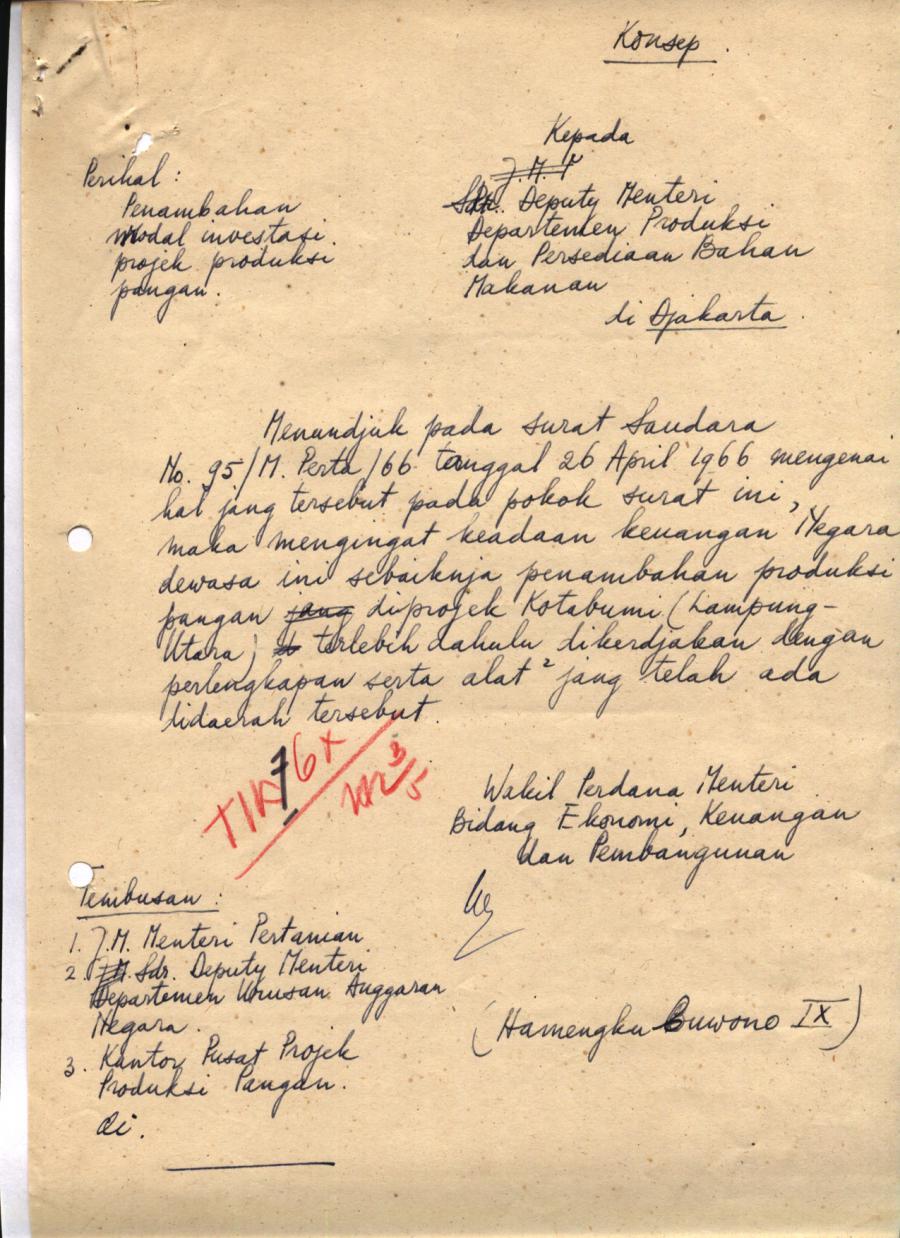 Konsep.
Kepada
J.M.
Sdr. Deputy Menteri
Departemen Produksi
dan Persediaan Bahan
Makanan
di Djakarta.
Perihal:
Penambahan
modal investasi
projek produksi
pangan.
Menundjuk pada surat Saudara
No. 95/M. Perta/66 tanggal 26 April 1966 mengenai
hal jang tersebut pada pokok surat ini,
maka mengingat keadaan keuangan Negara
dewasa ini sebaiknja penambahan produksi
pangan jang diprojek Kotabumi (Lampung-
Utara) terlebih dahulu dikerdjakan dengan
perlengkapan serta alat² jang telah ada
didaerah tersebut.
TIK 7 6x
3/5
Wakil Perdana Menteri
Bidang Ekonomi, Keuangan
dan Pembangunan
(Hamengku Buwono IX)
Tembusan:
1. J.M. Menteri Pertanian
2. J.M. Sdr. Deputy Menteri
Departemen Urusan Anggaran
Negara.
3. Kantor Pusat Projek
Produksi Pangan.
di.